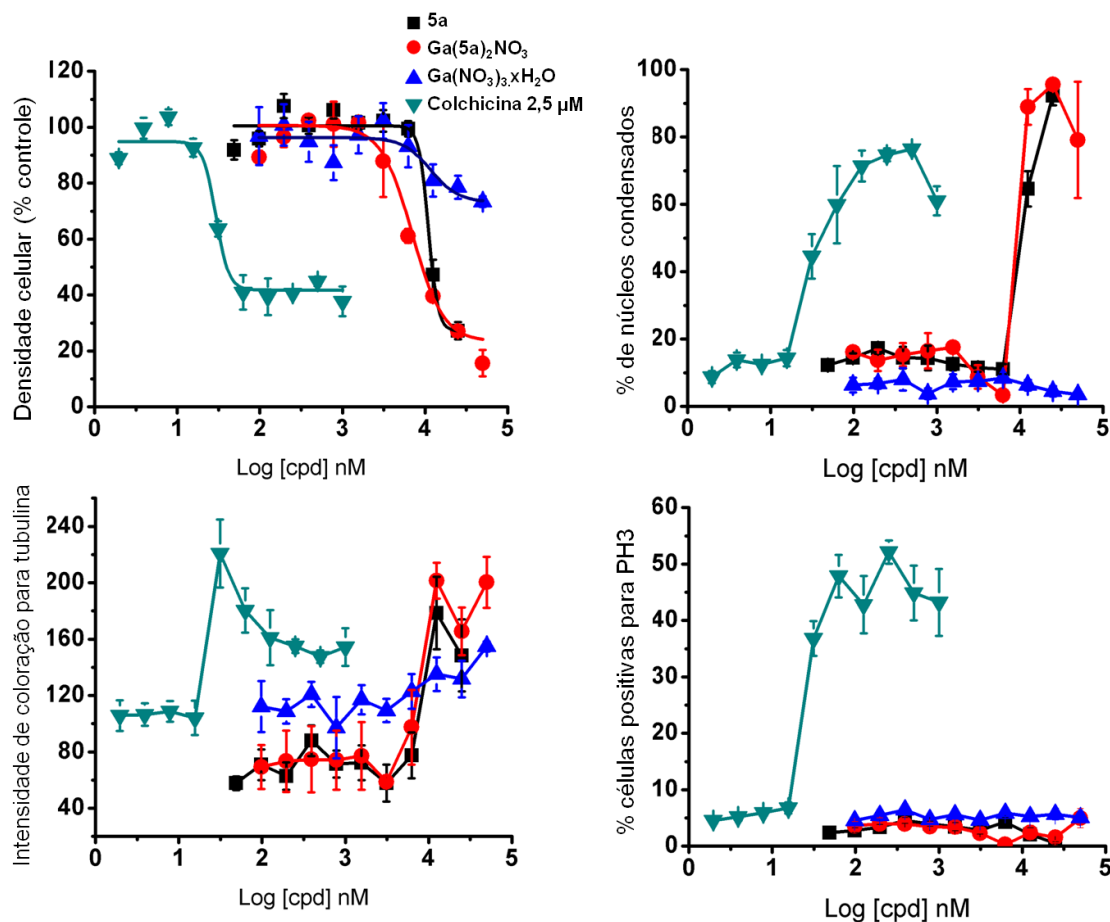 5a
Ga(5a)₂NO₃
Ga(NO₃)₃.xH₂O
Colchicina 2,5 µM
Densidade celular (% controle)
120
100
80
60
40
20
0
0 1 2 3 4 5
Log [cpd] nM
% de núcleos condensados
100
80
60
40
20
0
1 2 3 4 5
Log [cpd] nM
Intensidade de coloração para tubulina
240
200
160
120
80
40
0 1 2 3 4 5
Log [cpd] nM
% células positivas para PH3
60
50
40
30
20
10
0
1 2 3 4 5
Log [cpd] nM